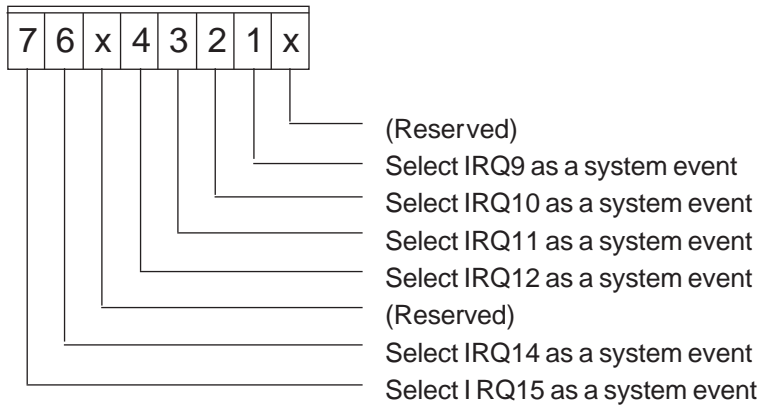 7 6 x 4 3 2 1 x
(Reserved)
Select IRQ9 as a system event
Select IRQ10 as a system event
Select IRQ11 as a system event
Select IRQ12 as a system event
(Reserved)
Select IRQ14 as a system event
Select I RQ15 as a system event